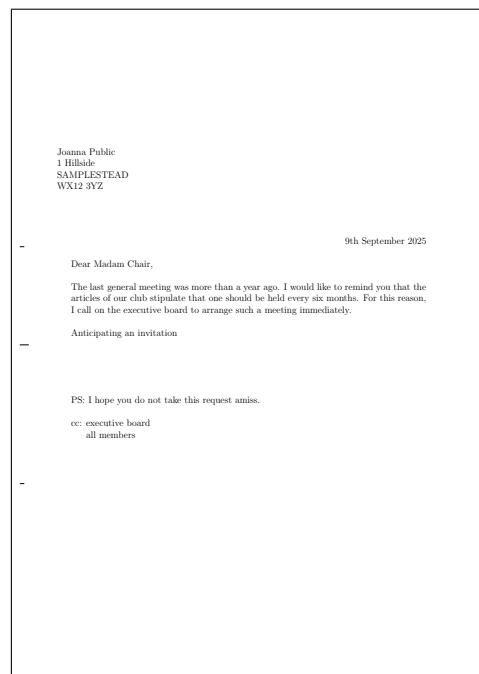 Joanna Public
1 Hillside
SAMPLESTEAD
WX12 3YZ
9th September 2025
Dear Madam Chair,
The last general meeting was more than a year ago. I would like to remind you that the
articles of our club stipulate that one should be held every six months. For this reason,
I call on the executive board to arrange such a meeting immediately.
Anticipating an invitation
PS: I hope you do not take this request amiss.
cc: executive board
all members